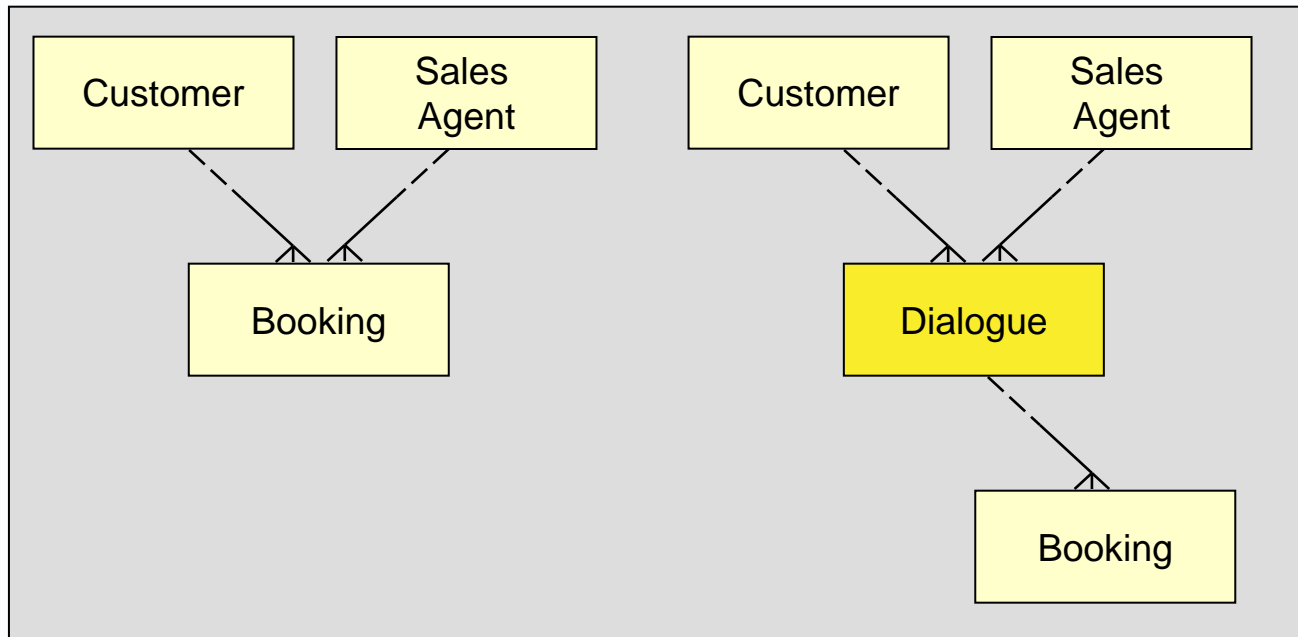 Customer
Sales
Agent
Booking
Customer
Sales
Agent
Dialogue
Booking